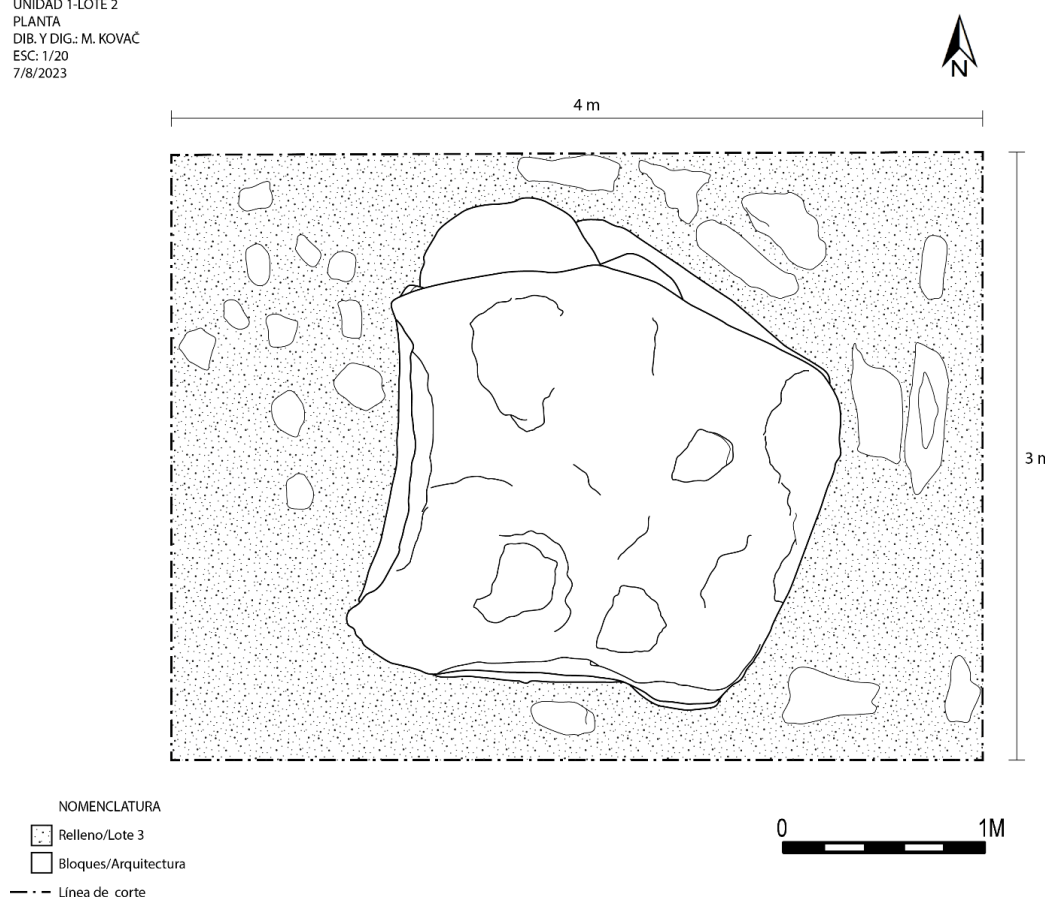 UNIDAD 1-LOTE 2
PLANTA
DIB. Y DIG.: M. KOVAČ
ESC: 1/20
7/8/2023
N
4 m
3 m
NOMENCLATURA
Relleno/Lote 3
Bloques/Arquitectura
Línea de corte
0 1M